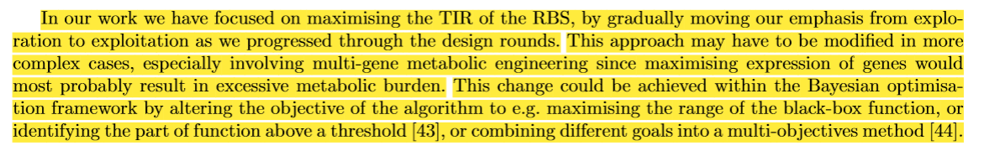 In our work we have focused on maximising the TIR of the RBS, by gradually moving our emphasis from explo-
ration to exploitation as we progressed through the design rounds. This approach may have to be modified in more
complex cases, especially involving multi-gene metabolic engineering since maximising expression of genes would
most probably result in excessive metabolic burden. This change could be achieved within the Bayesian optimisa-
tion framework by altering the objective of the algorithm to e.g. maximising the range of the black-box function, or
identifying the part of function above a threshold [43], or combining different goals into a multi-objectives method [44].